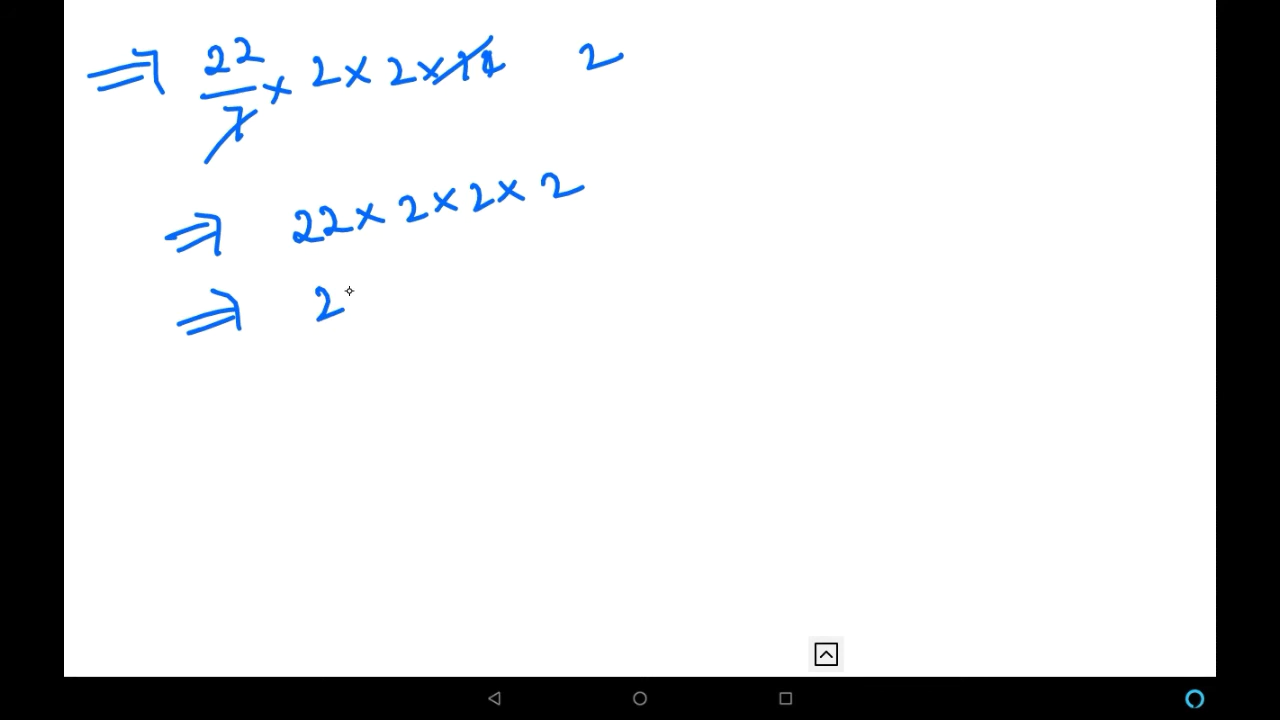 ⇒ 22/7 × 2 × 2 × 14 2
⇒ 22 × 2 × 2 × 2
⇒ 2